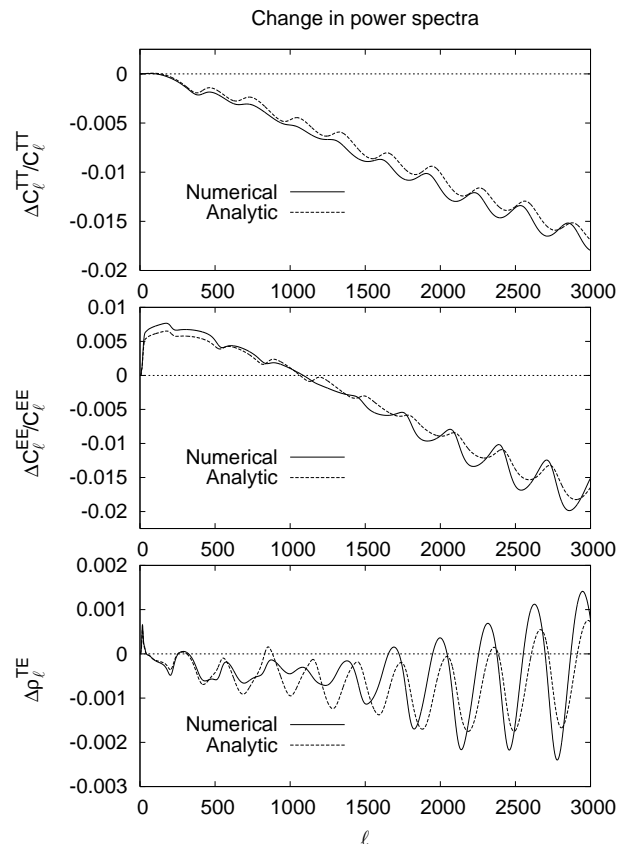 Change in power spectra
0
-0.005
-0.01
-0.015
-0.02
ΔC_ℓ^TT/C_ℓ^TT
Numerical
Analytic
0 500 1000 1500 2000 2500 3000
0.01
0.005
0
-0.005
-0.01
-0.015
-0.02
ΔC_ℓ^EE/C_ℓ^EE
Numerical
Analytic
0 500 1000 1500 2000 2500 3000
0.002
0.001
0
-0.001
-0.002
-0.003
Δρ_ℓ^TE
Numerical
Analytic
0 500 1000 1500 2000 2500 3000
ℓ